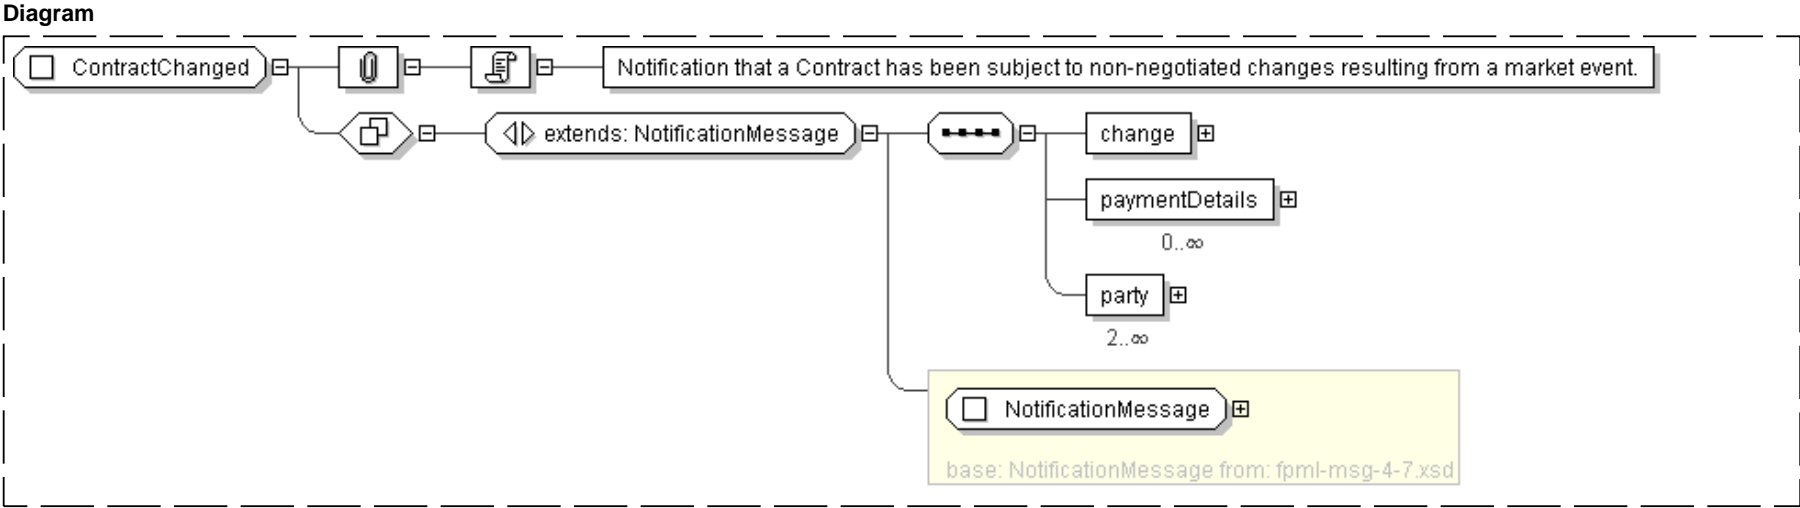 Diagram
ContractChanged
Notification that a Contract has been subject to non-negotiated changes resulting from a market event.
extends: NotificationMessage
change
paymentDetails
0..∞
party
2..∞
NotificationMessage
base: NotificationMessage from: fpml-msg-4-7.xsd